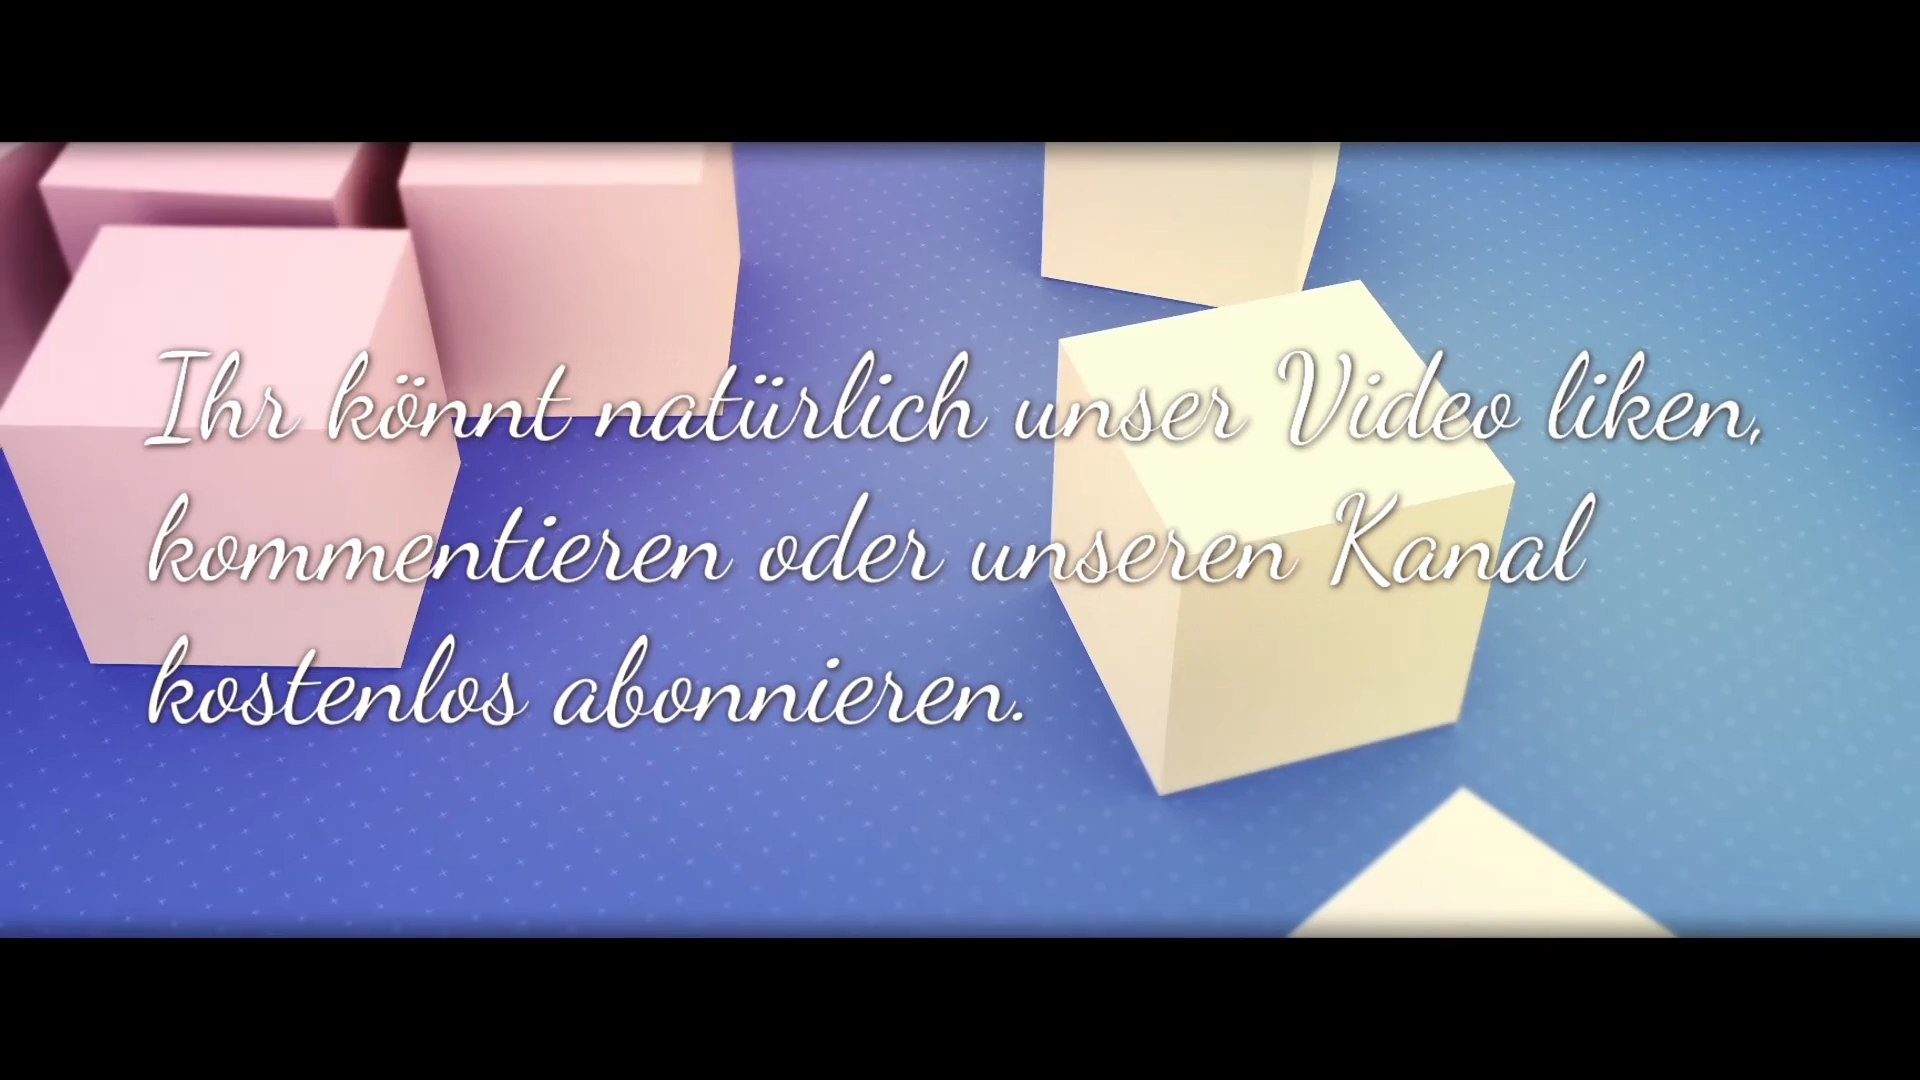 Ihr könnt natürlich unser Video liken,
kommentieren oder unseren Kanal
kostenlos abonnieren.